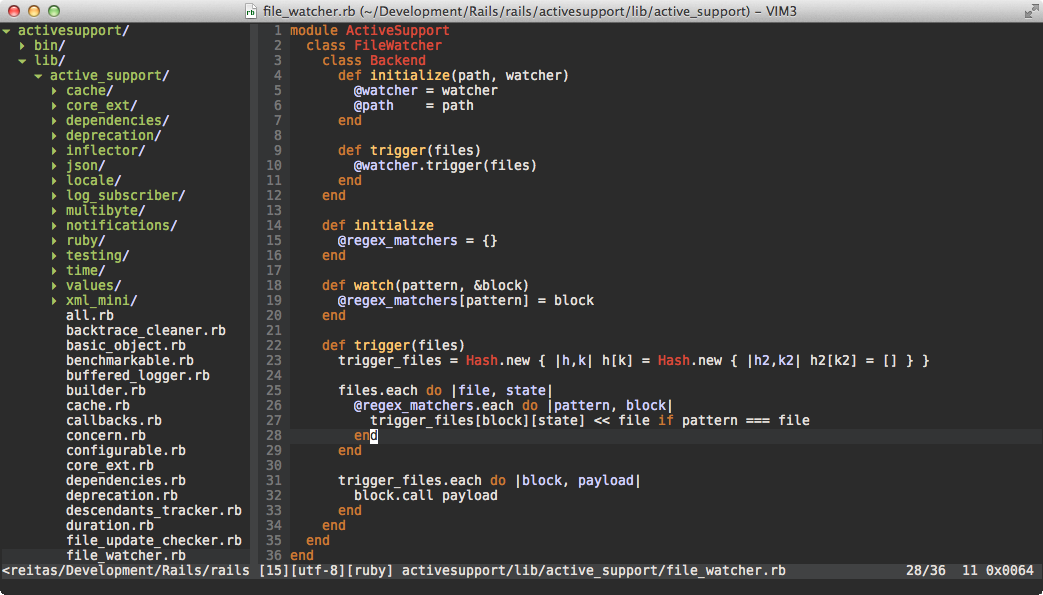 file_watcher.rb (~/Development/Rails/rails/activesupport/lib/active_support) – VIM3
activesupport/
bin/
lib/
active_support/
cache/
core_ext/
dependencies/
deprecation/
inflector/
json/
locale/
log_subscriber/
multibyte/
notifications/
ruby/
testing/
time/
values/
xml_mini/
all.rb
backtrace_cleaner.rb
basic_object.rb
benchmarkable.rb
buffered_logger.rb
builder.rb
cache.rb
callbacks.rb
concern.rb
configurable.rb
core_ext.rb
dependencies.rb
deprecation.rb
descendants_tracker.rb
duration.rb
file_update_checker.rb
file_watcher.rb
1 module ActiveSupport
2   class FileWatcher
3     class Backend
4       def initialize(path, watcher)
5         @watcher = watcher
6         @path    = path
7       end
8
9       def trigger(files)
10         @watcher.trigger(files)
11       end
12     end
13
14     def initialize
15       @regex_matchers = {}
16     end
17
18     def watch(pattern, &block)
19       @regex_matchers[pattern] = block
20     end
21
22     def trigger(files)
23       trigger_files = Hash.new { |h,k| h[k] = Hash.new { |h2,k2| h2[k2] = [] } }
24
25       files.each do |file, state|
26         @regex_matchers.each do |pattern, block|
27           trigger_files[block][state] << file if pattern === file
28         end
29       end
30
31       trigger_files.each do |block, payload|
32         block.call payload
33       end
34     end
35   end
36 end
<reitas/Development/Rails/rails [15][utf-8][ruby] activesupport/lib/active_support/file_watcher.rb 28/36 11 0x0064